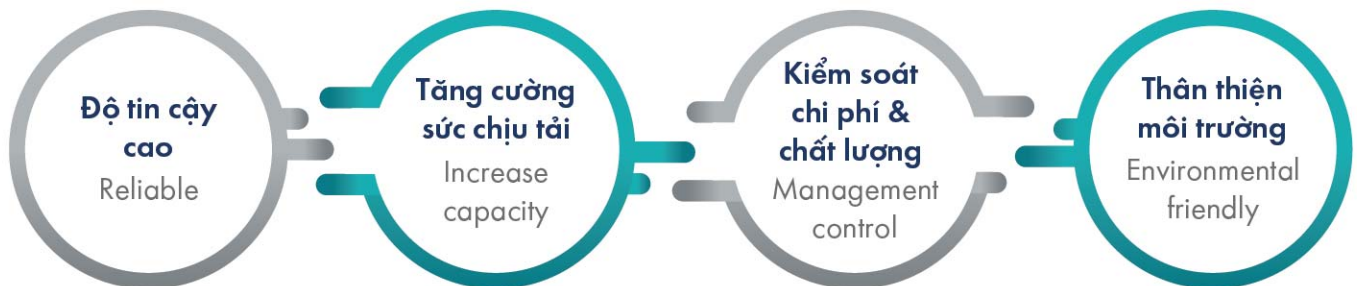 Độ tin cậy
cao
Reliable
Tăng cường
sức chịu tải
Increase
capacity
Kiểm soát
chi phí &
chất lượng
Management
control
Thân thiện
môi trường
Environmental
friendly